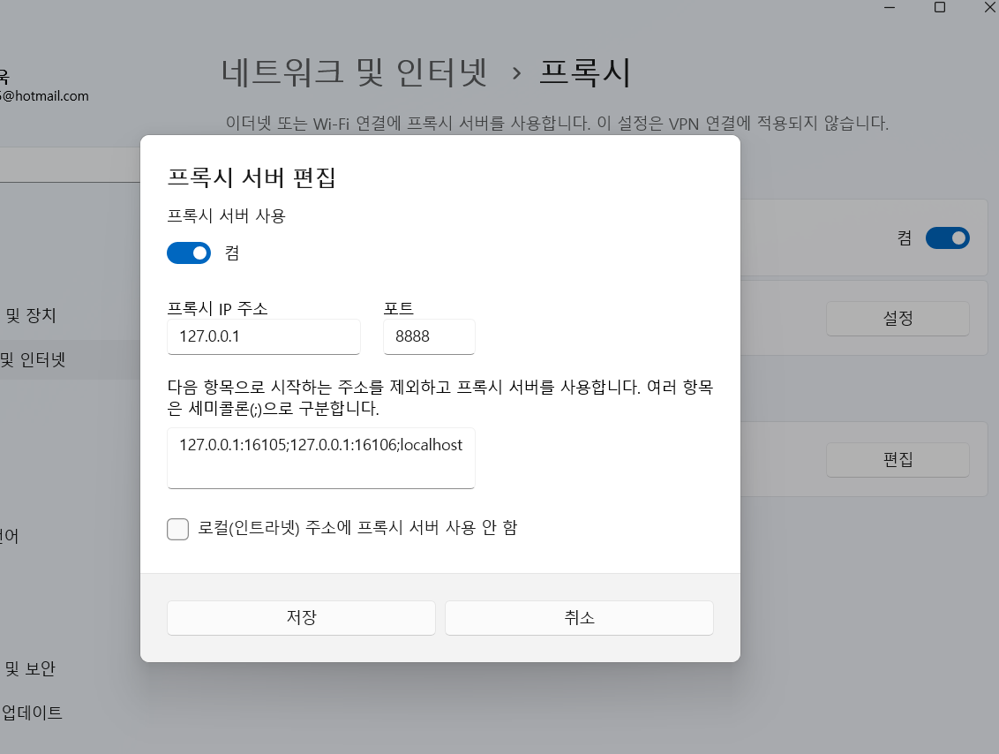 욱
5@hotmail.com
네트워크 및 인터넷 › 프록시
이더넷 또는 Wi-Fi 연결에 프록시 서버를 사용합니다. 이 설정은 VPN 연결에 적용되지 않습니다.
프록시 서버 편집
프록시 서버 사용
켬
켬
프록시 IP 주소
포트
및 장치
설정
127.0.0.1
8888
및 인터넷
다음 항목으로 시작하는 주소를 제외하고 프록시 서버를 사용합니다. 여러 항목
은 세미콜론(;)으로 구분합니다.
127.0.0.1:16105;127.0.0.1:16106;localhost
편집
로컬(인트라넷) 주소에 프록시 서버 사용 안 함
언어
저장
취소
및 보안
업데이트